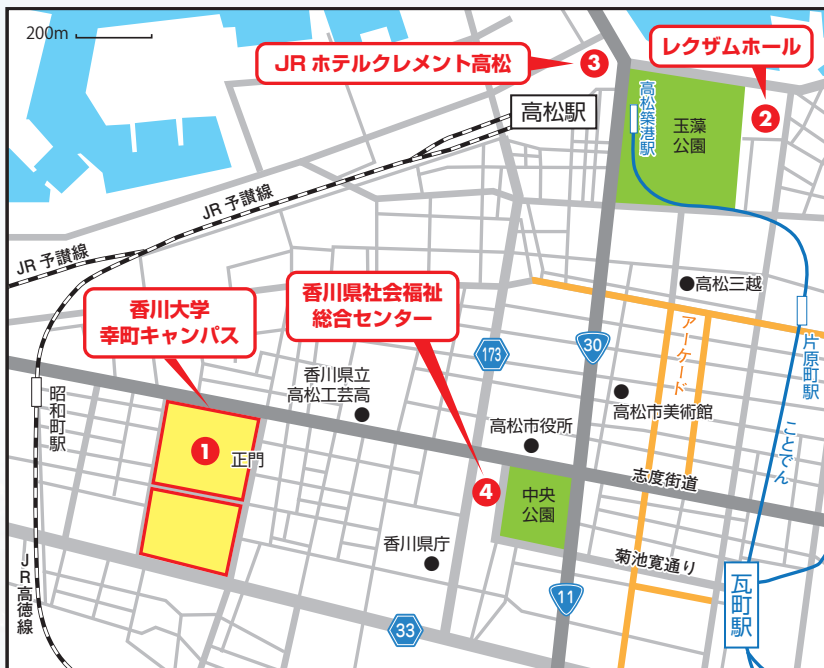 200m
JRホテルクレメント高松
3
レクザムホール
2
高松駅
高松築港駅
玉藻
公園
JR予讃線
JR予讃線
香川大学
幸町キャンパス
香川県社会福祉
総合センター
高松三越
アーケード
173
30
片原町駅
香川県立
高松工芸高
高松市美術館
昭和町駅
高松市役所
ことでん
1
正門
志度街道
4
中央
公園
香川県庁
菊池寛通り
JR高徳線
11
33
瓦町駅